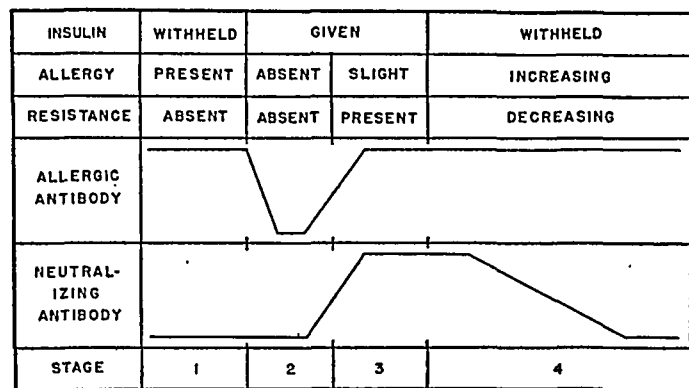 INSULIN WITHHELD GIVEN WITHHELD
ALLERGY PRESENT ABSENT SLIGHT INCREASING
RESISTANCE ABSENT ABSENT PRESENT DECREASING
ALLERGIC
ANTIBODY
NEUTRAL-
IZING
ANTIBODY
STAGE 1 2 3 4